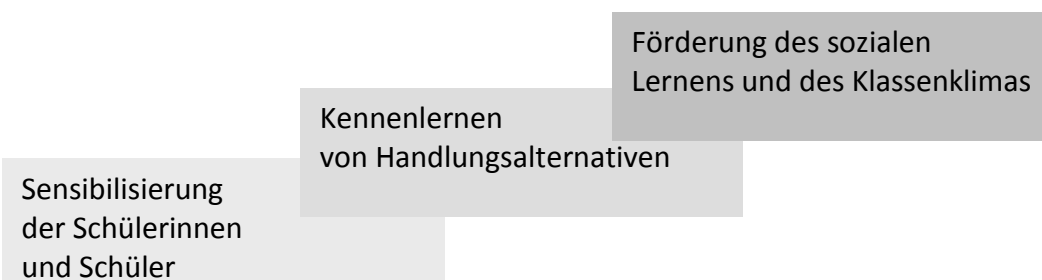 Förderung des sozialen
Lernens und des Klassenklimas
Kennenlernen
von Handlungsalternativen
Sensibilisierung
der Schülerinnen
und Schüler